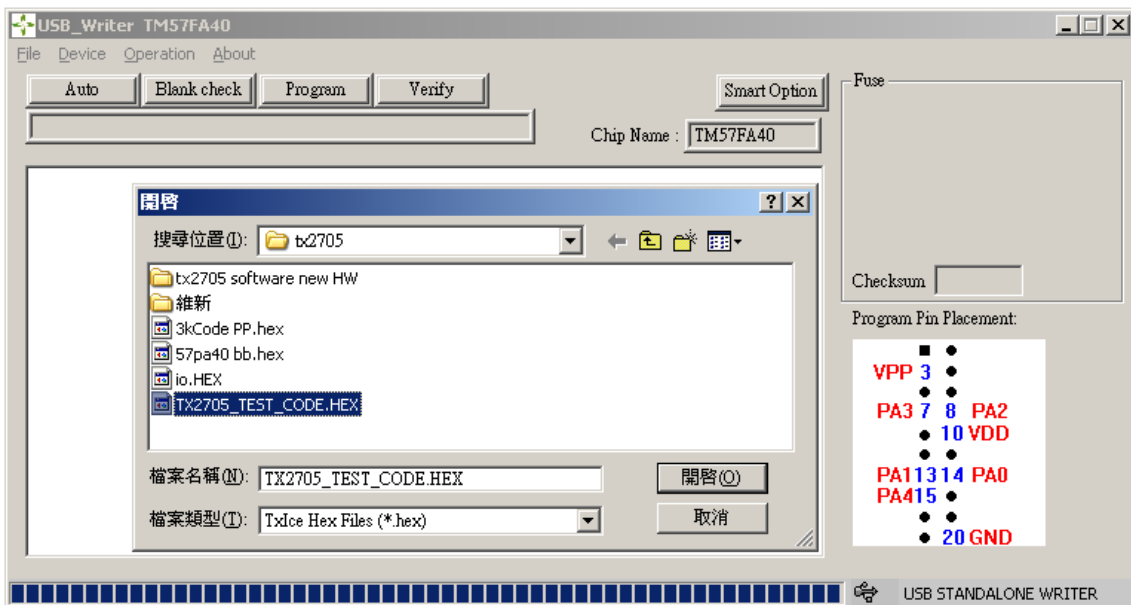 USB_Writer TM57FA40
File Device Operation About
Auto Blank check Program Verify Smart Option
Chip Name : TM57FA40
Fuse
Checksum
開啓
搜尋位置(I): tx2705
tx2705 software new HW
維新
3kCode PP.hex
57pa40 bb.hex
io.HEX
TX2705_TEST_CODE.HEX
檔案名稱(N): TX2705_TEST_CODE.HEX 開啓(O)
檔案類型(T): TxIce Hex Files (*.hex) 取消
Program Pin Placement:
VPP 3
PA3 7 8 PA2
10 VDD
PA1 13 14 PA0
PA4 15
20 GND
USB STANDALONE WRITER